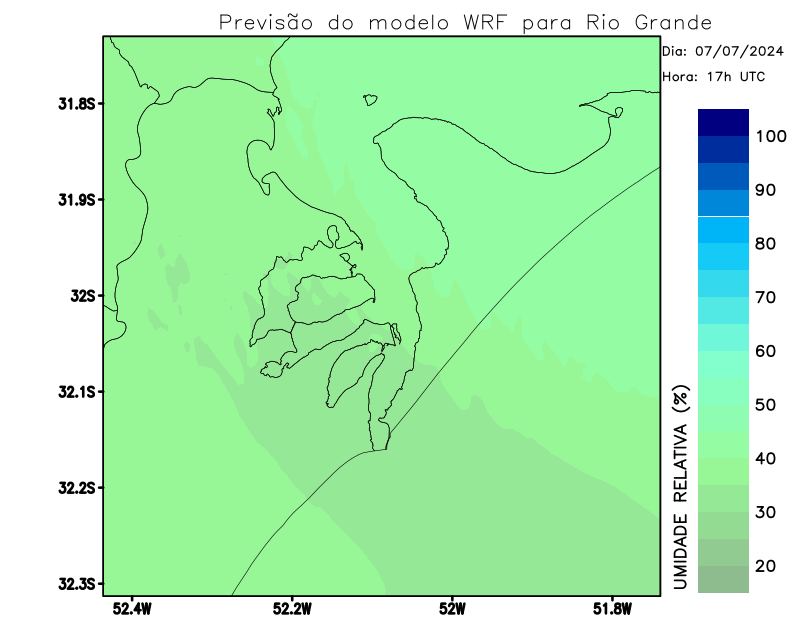 Previsão do modelo WRF para Rio Grande
Dia: 07/07/2024
Hora: 17h UTC
31.8S
31.9S
32S
32.1S
32.2S
32.3S
52.4W
52.2W
52W
51.8W
UMIDADE RELATIVA (%)
100
90
80
70
60
50
40
30
20